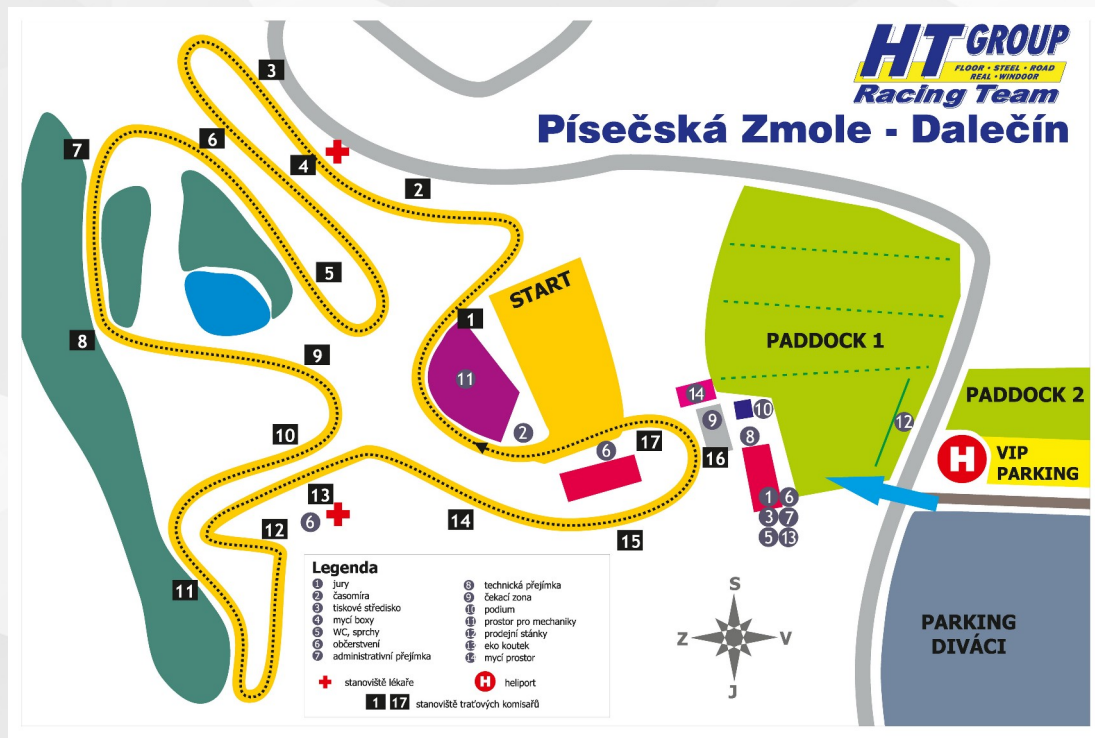 HT GROUP
FLOOR • STEEL • ROAD
REAL • WINDOOR
Racing Team
Písečská Zmole - Dalečín
3
7
6
4
2
5
START
1
8
9
PADDOCK 1
11
14
PADDOCK 2
10
9
10
12
2
17
8
6
16
H
VIP
PARKING
13
1
6
6
3
7
12
14
15
5
13
11
PARKING
DIVÁCI
S
Z
V
J
Legenda
1 jury
2 časomíra
3 tiskové středisko
4 mycí boxy
5 WC, sprchy
6 občerstvení
7 administrativní přejímka
8 technická přejímka
9 čekací zona
10 podium
11 prostor pro mechaniky
12 prodejní stánky
13 eko koutek
14 mycí prostor
stanoviště lékaře
H heliport
1 17 stanoviště traťových komisařů